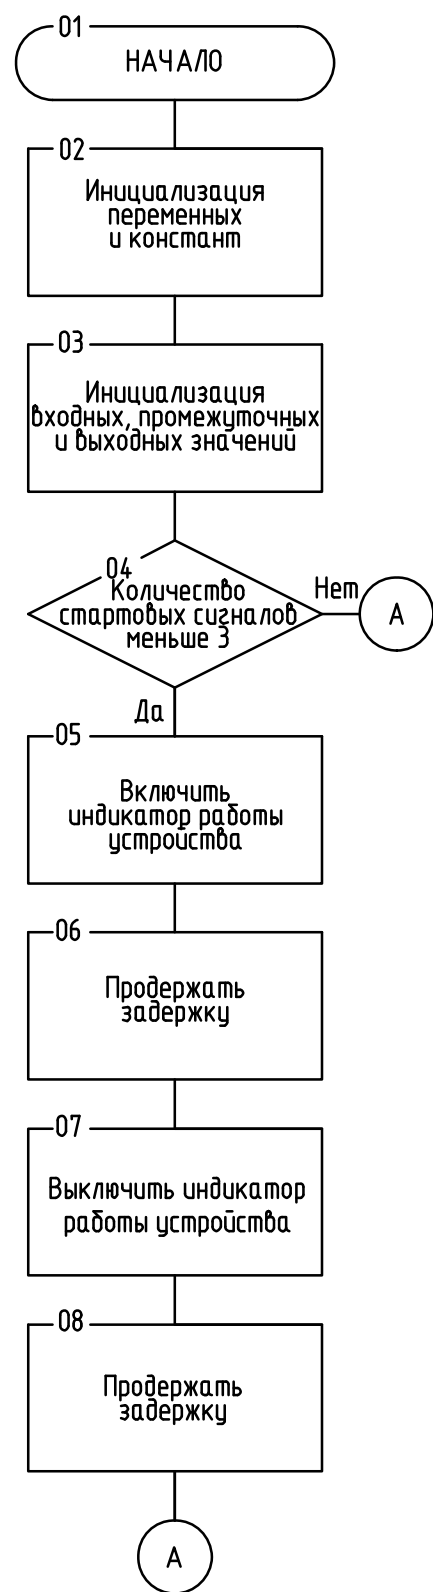 01
НАЧАЛО
02
Инициализация
переменных
и констант
03
Инициализация
входных, промежуточных
и выходных значений
04
Количество
стартовых сигналов
меньше 3
Нет
А
Да
05
Включить
индикатор работы
устройства
06
Продержать
задержку
07
Выключить индикатор
работы устройства
08
Продержать
задержку
А